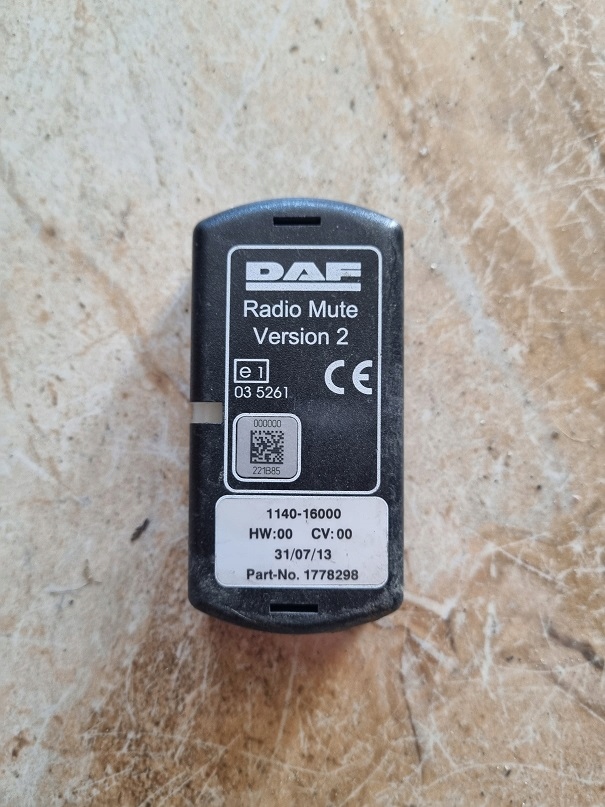 DAF
Radio Mute
Version 2
e1
CE
03 5261
000000
221B85
1140-16000
HW:00 CV:00
31/07/13
Part-No. 1778298